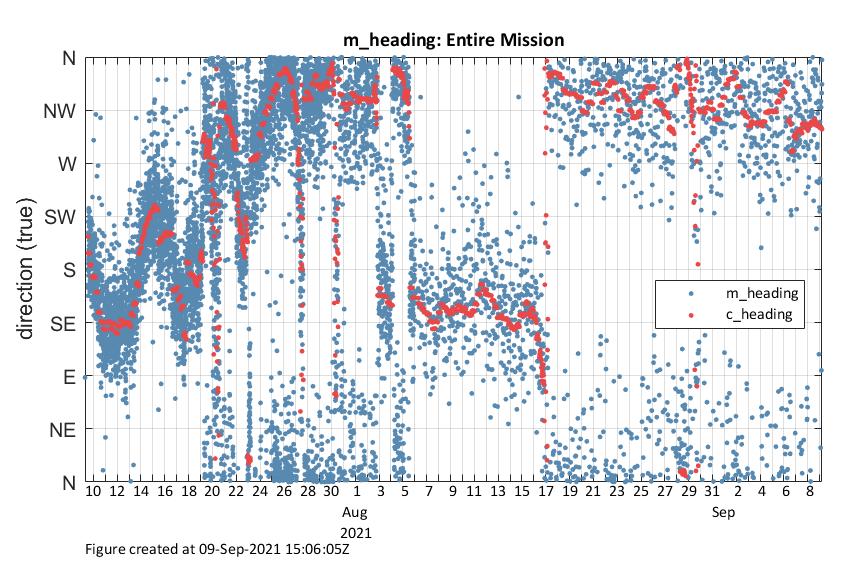 m_heading: Entire Mission
N
NW
W
SW
S
SE
E
NE
N
direction (true)
m_heading
c_heading
10 12 14 16 18 20 22 24 26 28 30 1 3 5 7 9 11 13 15 17 19 21 23 25 27 29 31 2 4 6 8
Aug Sep
2021
Figure created at 09-Sep-2021 15:06:05Z